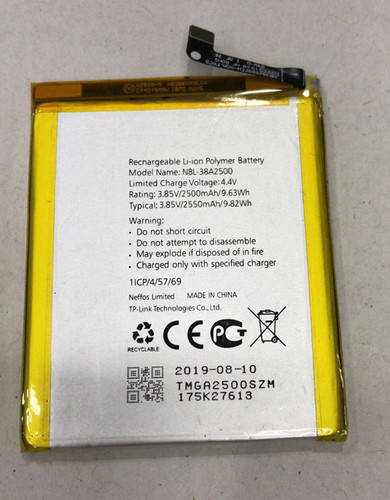 Rechargeable Li-ion Polymer Battery
Model Name: NBL-38A2500
Limited Charge Voltage: 4.4V
Rating: 3.85V/2500mAh/9.63Wh
Typical: 3.85V/2550mAh/9.82Wh
Warning:
• Do not short circuit
• Do not attempt to disassemble
• May explode if disposed of in fire
• Charged only with specified charger
1ICP/4/57/69
Neffos Limited MADE IN CHINA
TP-Link Technologies Co., Ltd.
RECYCLABLE
CE
2019-08-10
TMGA2500SZM
175K27613